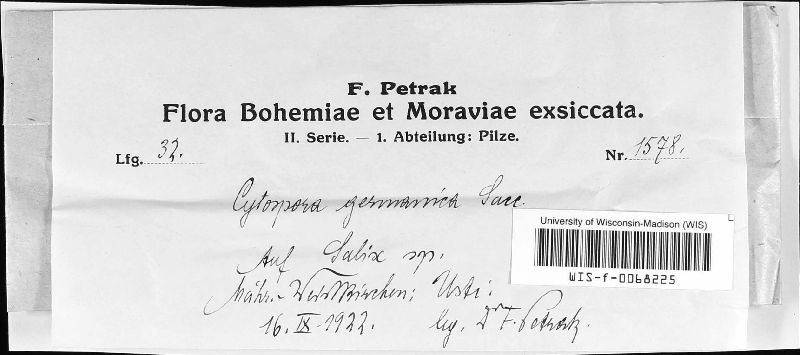 F. Petrak
Flora Bohemiae et Moraviae exsiccata.
II. Serie. — 1. Abteilung: Pilze.
Lfg. 32.
Nr. 1578.
Cytospora germanica Sacc.
Auf Salix sp.
Mähr.-Weisskirchen: Usti:
16. IX. 1922. leg. Dr F. Petrak.
University of Wisconsin-Madison (WIS)
WIS-f-0068225